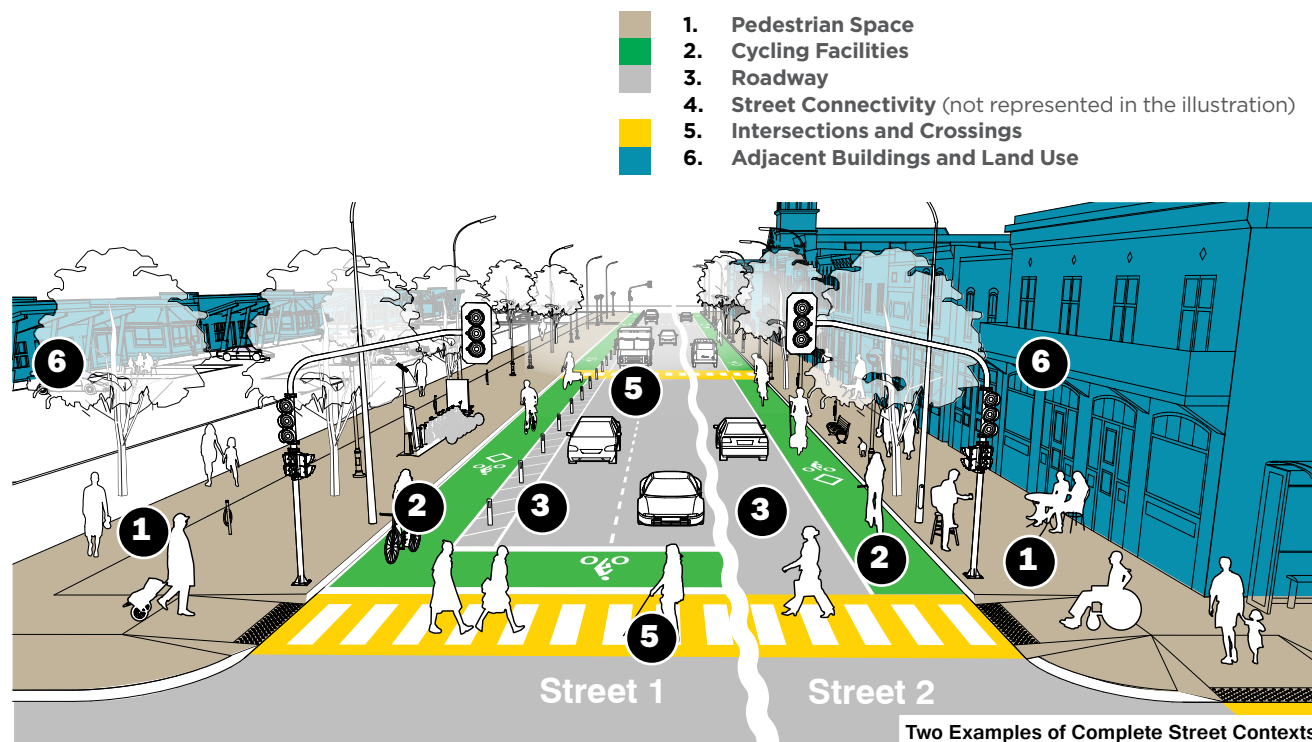 1. Pedestrian Space
2. Cycling Facilities
3. Roadway
4. Street Connectivity (not represented in the illustration)
5. Intersections and Crossings
6. Adjacent Buildings and Land Use
6
6
5
2
3
3
1
2
1
5
Street 1 Street 2
Two Examples of Complete Street Contexts